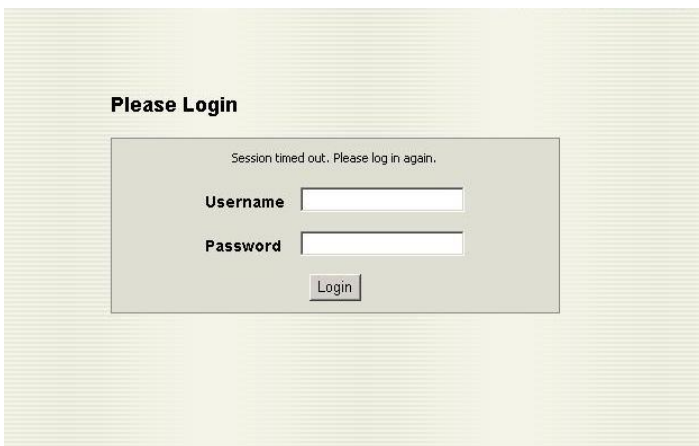 Please Login
Session timed out. Please log in again.
Username
Password
Login